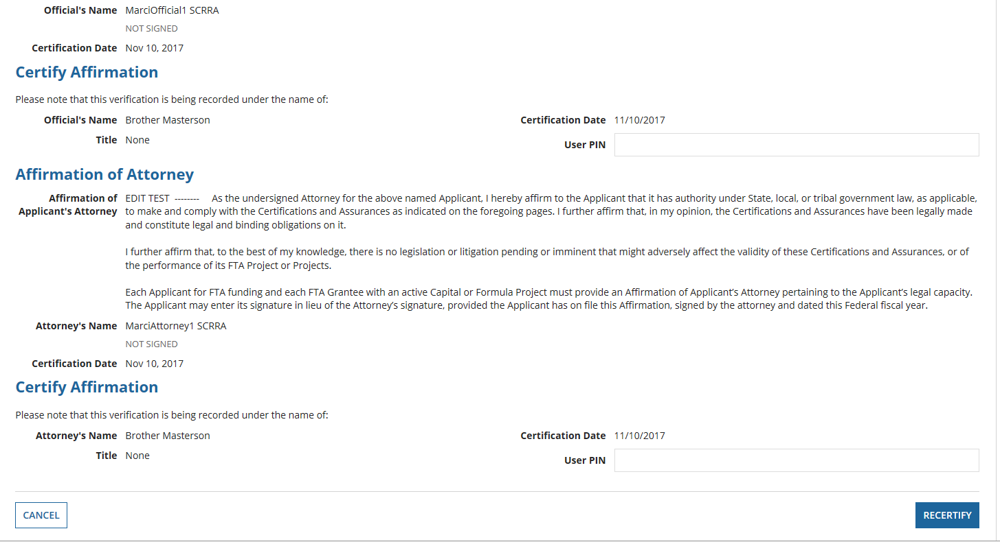 Official's Name MarciOfficial1 SCRRA
NOT SIGNED
Certification Date Nov 10, 2017
Certify Affirmation
Please note that this verification is being recorded under the name of:
Official's Name Brother Masterson Certification Date 11/10/2017
Title None User PIN
Affirmation of Attorney
Affirmation of EDIT TEST -------- As the undersigned Attorney for the above named Applicant, I hereby affirm to the Applicant that it has authority under State, local, or tribal government law, as applicable,
Applicant's Attorney to make and comply with the Certifications and Assurances as indicated on the foregoing pages. I further affirm that, in my opinion, the Certifications and Assurances have been legally made
and constitute legal and binding obligations on it.
I further affirm that, to the best of my knowledge, there is no legislation or litigation pending or imminent that might adversely affect the validity of these Certifications and Assurances, or of
the performance of its FTA Project or Projects.
Each Applicant for FTA funding and each FTA Grantee with an active Capital or Formula Project must provide an Affirmation of Applicant’s Attorney pertaining to the Applicant’s legal capacity.
The Applicant may enter its signature in lieu of the Attorney’s signature, provided the Applicant has on file this Affirmation, signed by the attorney and dated this Federal fiscal year.
Attorney's Name MarciAttorney1 SCRRA
NOT SIGNED
Certification Date Nov 10, 2017
Certify Affirmation
Please note that this verification is being recorded under the name of:
Attorney's Name Brother Masterson Certification Date 11/10/2017
Title None User PIN
CANCEL RECERTIFY